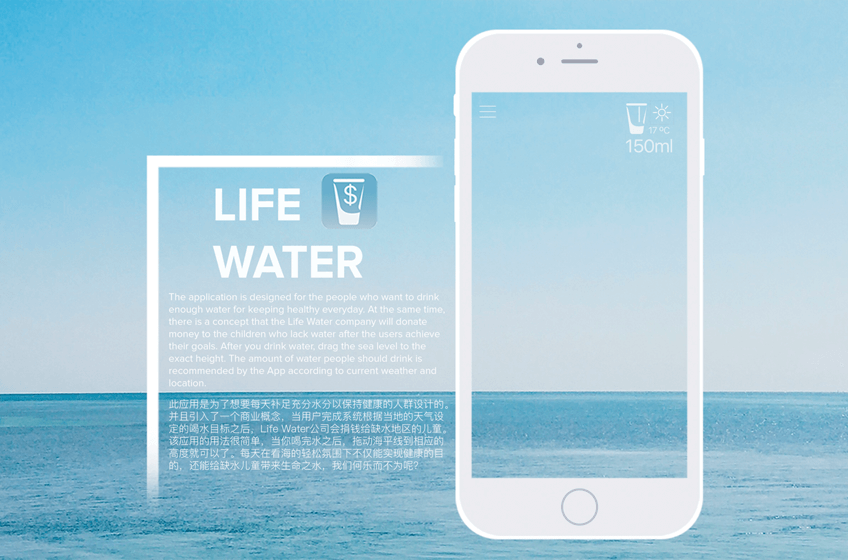 LIFE
$
WATER
The application is designed for the people who want to drink
enough water for keeping healthy everyday. At the same time,
there is a concept that the Life Water company will donate
money to the children who lack water after the users achieve
their goals. After you drink water, drag the sea level to the
exact height. The amount of water people should drink is
recommended by the App according to current weather and
location.
此应用是为了想要每天补足充分水分以保持健康的人群设计的。
并且引入了一个商业概念，当用户完成系统根据当地的天气设
定的喝水目标之后，Life Water公司会捐钱给缺水地区的儿童。
该应用的用法很简单，当你喝完水之后，拖动海平线到相应的
高度就可以了。每天在看海的轻松氛围下不仅能实现健康的目
的，还能给缺水儿童带来生命之水，我们何乐而不为呢?
17 ºC
150ml